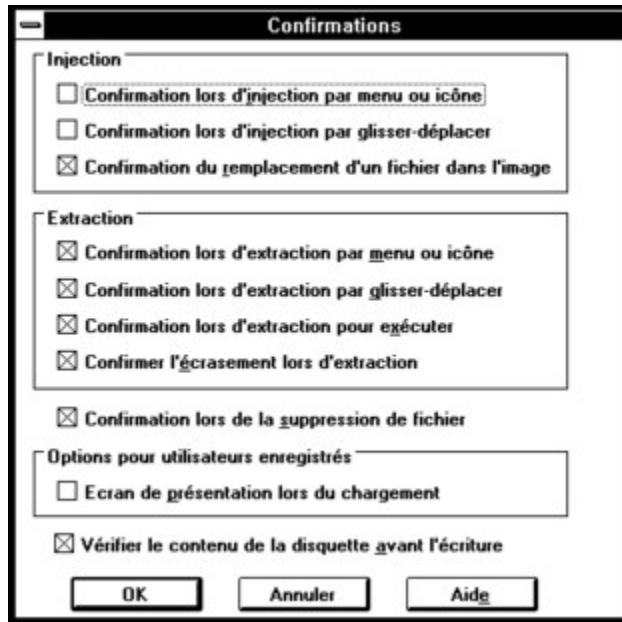 Confirmations
Injection
Confirmation lors d'injection par menu ou icône
Confirmation lors d'injection par glisser-déplacer
Confirmation du remplacement d'un fichier dans l'image
Extraction
Confirmation lors d'extraction par menu ou icône
Confirmation lors d'extraction par glisser-déplacer
Confirmation lors d'extraction pour exécuter
Confirmer l'écrasement lors d'extraction
Confirmation lors de la suppression de fichier
Options pour utilisateurs enregistrés
Ecran de présentation lors du chargement
Vérifier le contenu de la disquette avant l'écriture
OK Annuler Aide